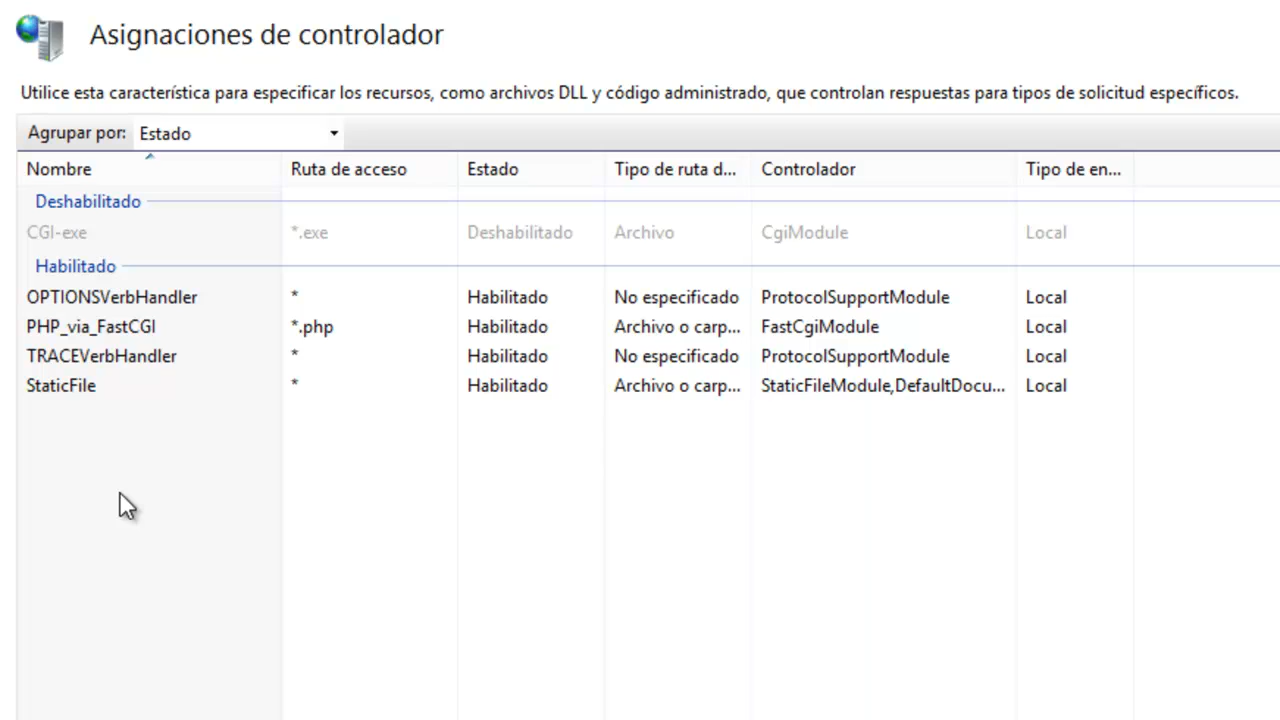 Asignaciones de controlador
Utilice esta característica para especificar los recursos, como archivos DLL y código administrado, que controlan respuestas para tipos de solicitud específicos.
Agrupar por: Estado
Nombre Ruta de acceso Estado Tipo de ruta d... Controlador Tipo de en...
Deshabilitado
CGI-exe *.exe Deshabilitado Archivo CgiModule Local
Habilitado
OPTIONSVerbHandler * Habilitado No especificado ProtocolSupportModule Local
PHP_via_FastCGI *.php Habilitado Archivo o carp... FastCgiModule Local
TRACEVerbHandler * Habilitado No especificado ProtocolSupportModule Local
StaticFile * Habilitado Archivo o carp... StaticFileModule,DefaultDocu... Local